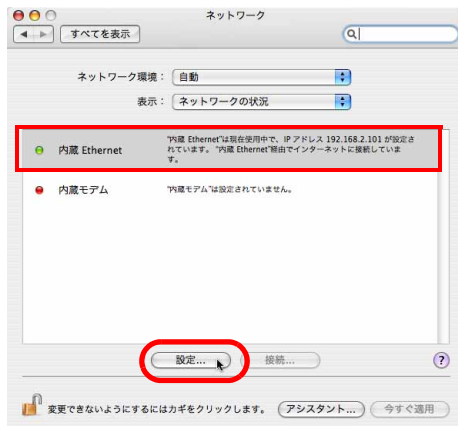 ネットワーク
すべてを表示
ネットワーク環境： 自動
表示： ネットワークの状況
内蔵 Ethernet
"内蔵 Ethernet"は現在使用中で、IP アドレス 192.168.2.101 が設定さ
れています。"内蔵 Ethernet"経由でインターネットに接続していま
す。
内蔵モデム
"内蔵モデム"は設定されていません。
設定... 接続... ?
変更できないようにするにはカギをクリックします。 アシスタント... 今すぐ適用